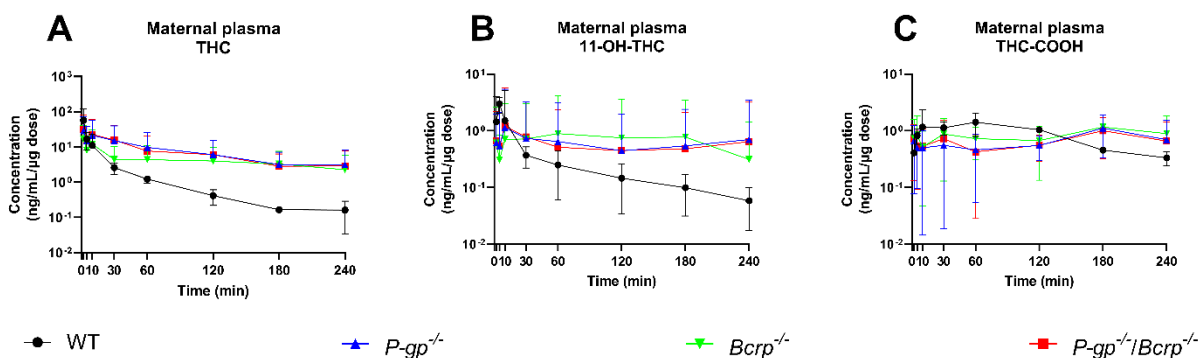 A
Maternal plasma
THC
Concentration
(ng/mL/μg dose)
10³
10²
10¹
10⁰
10⁻¹
10⁻²
0 10 30 60 120 180 240
Time (min)
B
Maternal plasma
11-OH-THC
Concentration
(ng/mL/μg dose)
10¹
10⁰
10⁻¹
10⁻²
0 10 30 60 120 180 240
Time (min)
C
Maternal plasma
THC-COOH
Concentration
(ng/mL/μg dose)
10¹
10⁰
10⁻¹
10⁻²
0 10 30 60 120 180 240
Time (min)
WT P-gp⁻/⁻ Bcrp⁻/⁻ P-gp⁻/⁻/Bcrp⁻/⁻